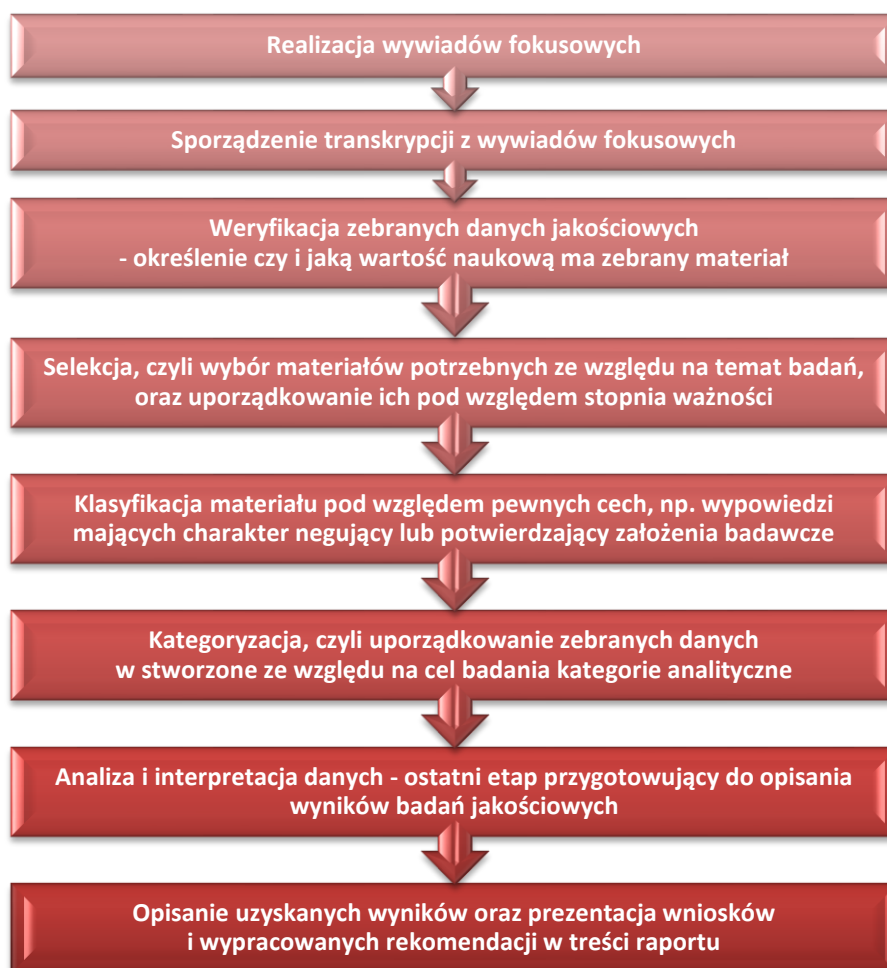 Realizacja wywiadów fokusowych
Sporządzenie transkrypcji z wywiadów fokusowych
Weryfikacja zebranych danych jakościowych
- określenie czy i jaką wartość naukową ma zebrany materiał
Selekcja, czyli wybór materiałów potrzebnych ze względu na temat badań,
oraz uporządkowanie ich pod względem stopnia ważności
Klasyfikacja materiału pod względem pewnych cech, np. wypowiedzi
mających charakter negujący lub potwierdzający założenia badawcze
Kategoryzacja, czyli uporządkowanie zebranych danych
w stworzone ze względu na cel badania kategorie analityczne
Analiza i interpretacja danych - ostatni etap przygotowujący do opisania
wyników badań jakościowych
Opisanie uzyskanych wyników oraz prezentacja wniosków
i wypracowanych rekomendacji w treści raportu